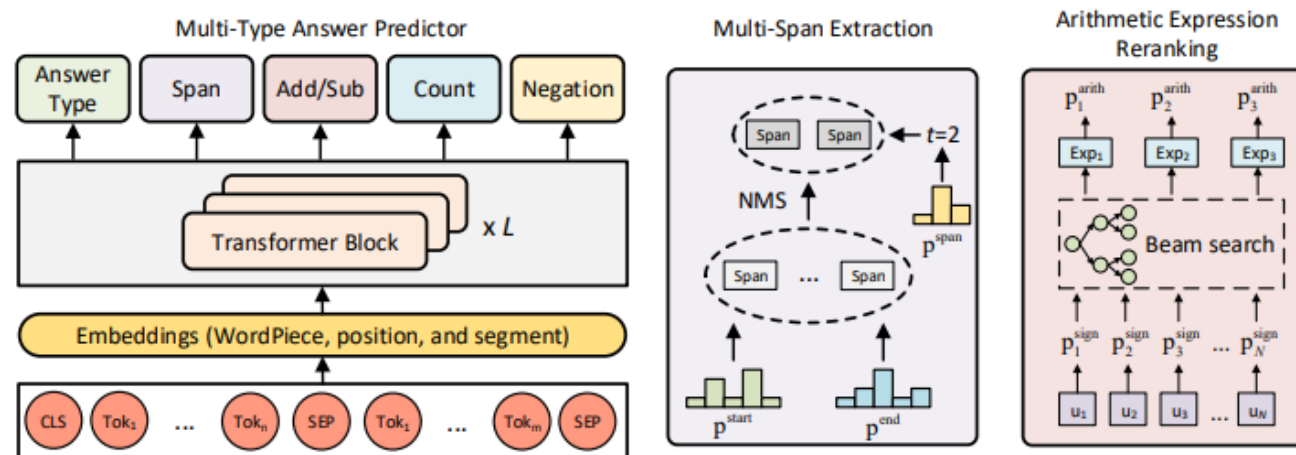 Multi-Type Answer Predictor
Answer Type
Span
Add/Sub
Count
Negation
Transformer Block
x L
Embeddings (WordPiece, position, and segment)
CLS
Tok₁
...
Tokₙ
SEP
Tok₁
...
Tokₘ
SEP
Multi-Span Extraction
Span
Span
t=2
NMS
p^span
Span
...
Span
p^start
p^end
Arithmetic Expression
Reranking
p₁^arith
p₂^arith
p₃^arith
Exp₁
Exp₂
Exp₃
Beam search
p₁^sign
p₂^sign
p₃^sign
...
p_N^sign
u₁
u₂
u₃
...
u_N